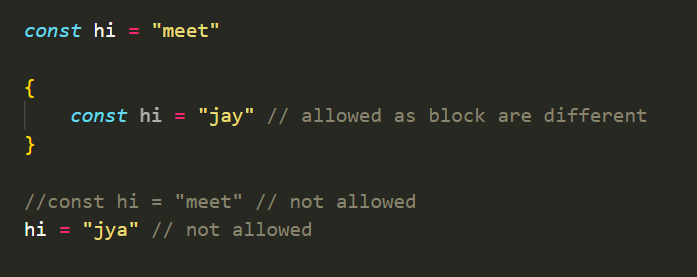 const hi = "meet"
{
const hi = "jay" // allowed as block are different
}
//const hi = "meet" // not allowed
hi = "jya" // not allowed